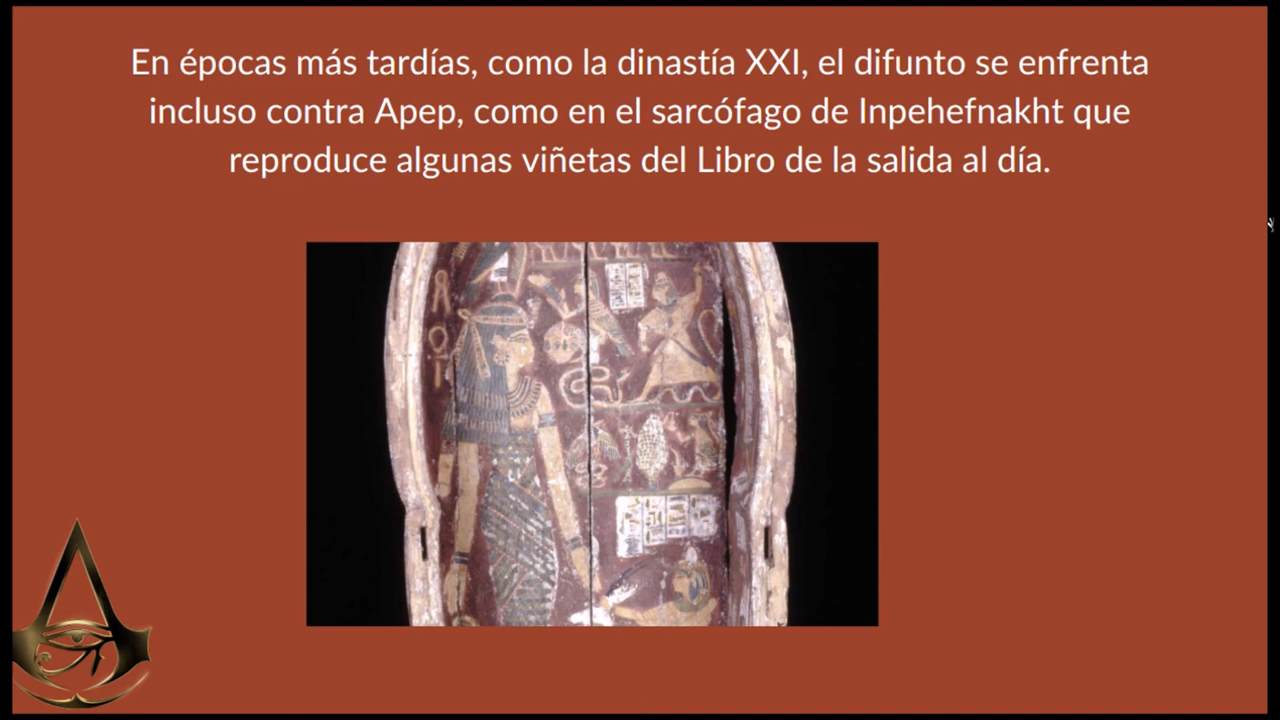 En épocas más tardías, como la dinastía XXI, el difunto se enfrenta
incluso contra Apep, como en el sarcófago de Inpehefnakht que
reproduce algunas viñetas del Libro de la salida al día.